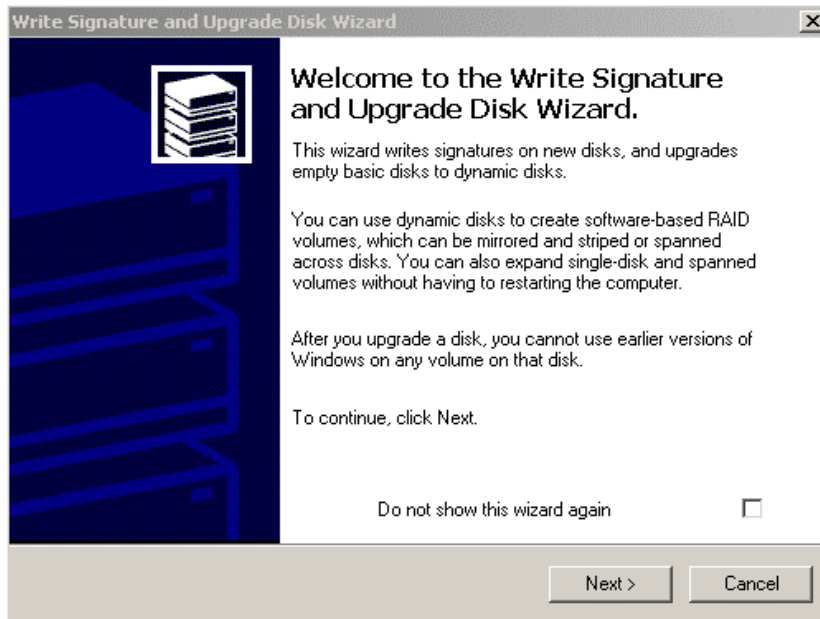 Write Signature and Upgrade Disk Wizard
Welcome to the Write Signature
and Upgrade Disk Wizard.
This wizard writes signatures on new disks, and upgrades
empty basic disks to dynamic disks.
You can use dynamic disks to create software-based RAID
volumes, which can be mirrored and striped or spanned
across disks. You can also expand single-disk and spanned
volumes without having to restarting the computer.
After you upgrade a disk, you cannot use earlier versions of
Windows on any volume on that disk.
To continue, click Next.
Do not show this wizard again
Next >
Cancel